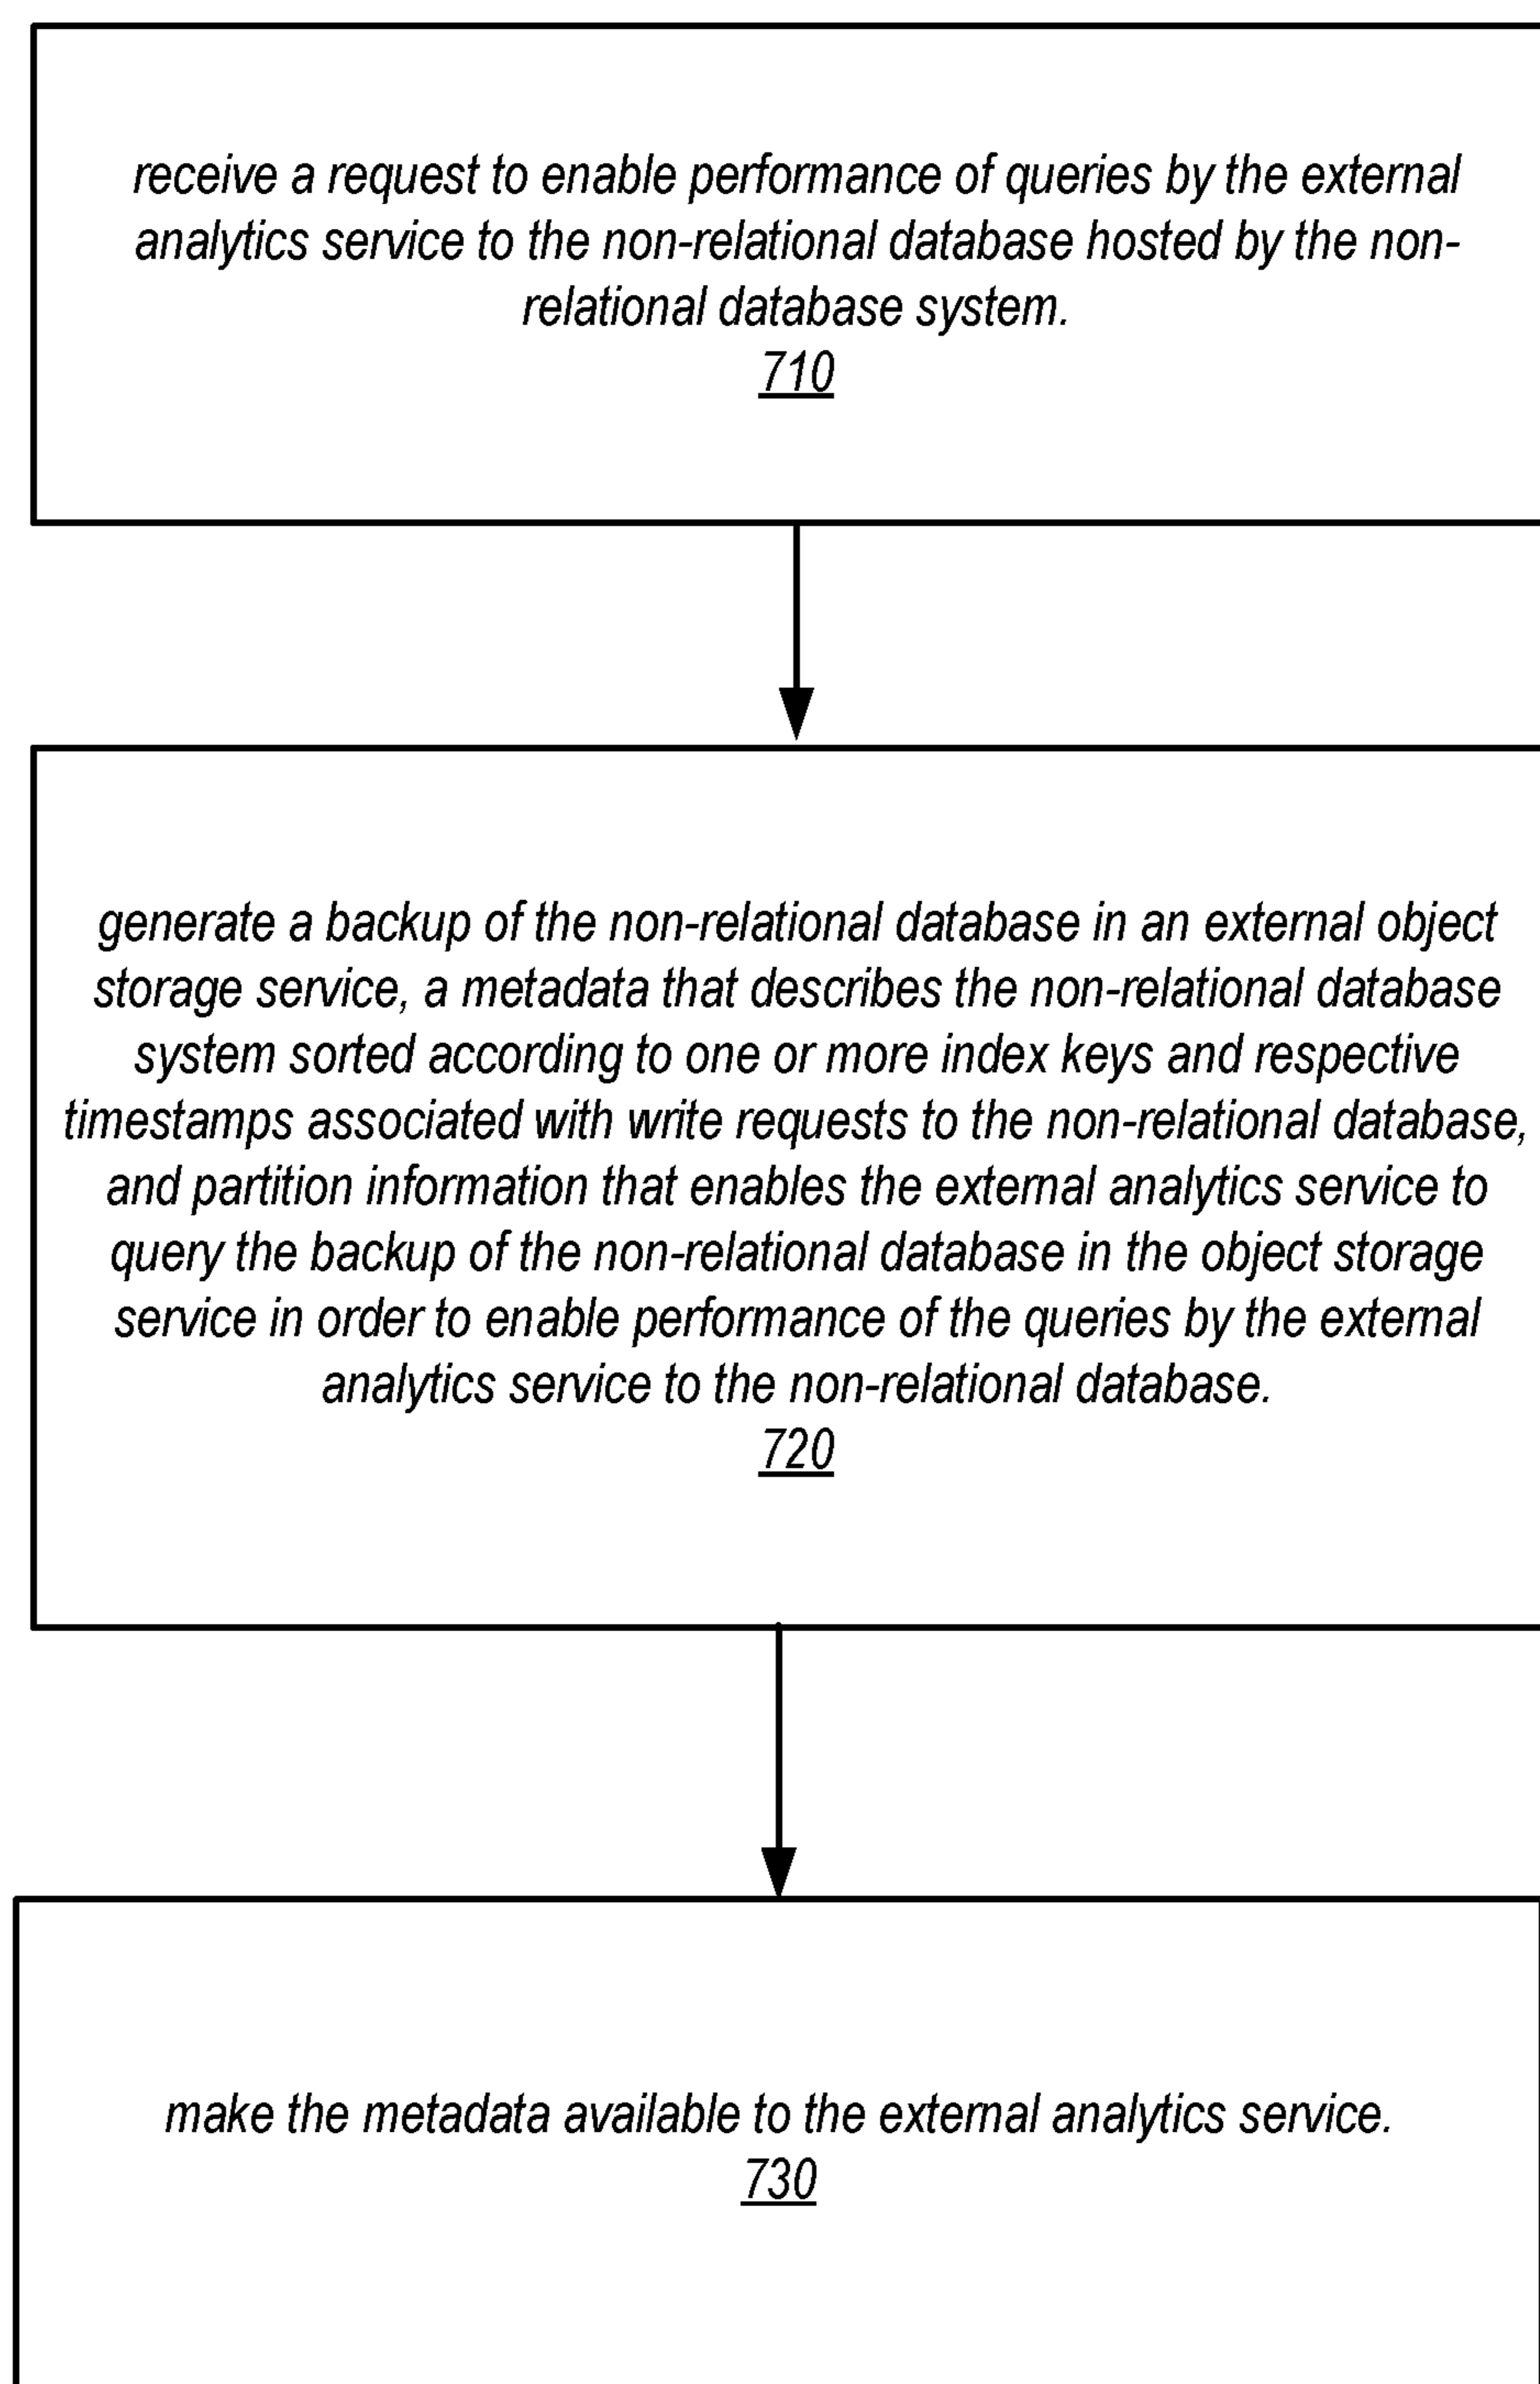 receive a request to enable performance of queries by the external
analytics service to the non-relational database hosted by the non-
relational database system.
710
generate a backup of the non-relational database in an external object
storage service, a metadata that describes the non-relational database
system sorted according to one or more index keys and respective
timestamps associated with write requests to the non-relational database,
and partition information that enables the external analytics service to
query the backup of the non-relational database in the object storage
service in order to enable performance of the queries by the external
analytics service to the non-relational database.
720
make the metadata available to the external analytics service.
730